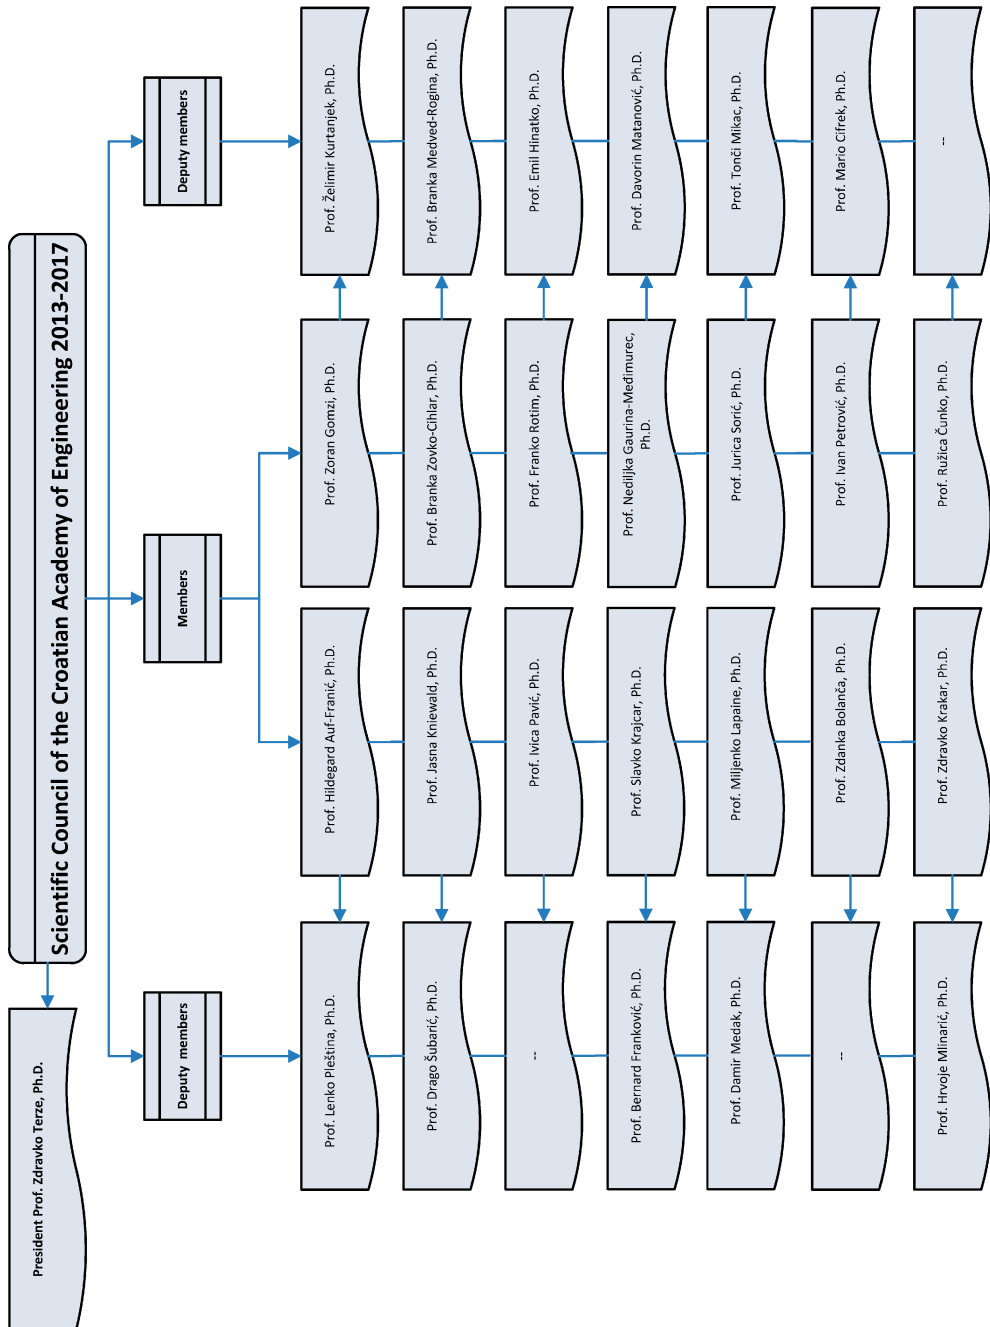 President Prof. Zdravko Terze, Ph.D.
Scientific Council of the Croatian Academy of Engineering 2013-2017
Deputy members
Members
Deputy members
Prof. Lenko Pleština, Ph.D.
Prof. Hildegard Auf-Franić, Ph.D.
Prof. Zoran Gomzi, Ph.D.
Prof. Želimir Kurtanjek, Ph.D.
Prof. Drago Šubarić, Ph.D.
Prof. Jasna Kniewald, Ph.D.
Prof. Branka Zovko-Cihlar, Ph.D.
Prof. Branka Medved-Rogina, Ph.D.
--
Prof. Ivica Pavić, Ph.D.
Prof. Franko Rotim, Ph.D.
Prof. Emil Hinatko, Ph.D.
Prof. Bernard Franković, Ph.D.
Prof. Slavko Krajcar, Ph.D.
Prof. Nediljka Gaurina-Međimurec,
Ph.D.
Prof. Davorin Matanović, Ph.D.
Prof. Damir Medak, Ph.D.
Prof. Miljenko Lapaine, Ph.D.
Prof. Jurica Sorić, Ph.D.
Prof. Tonči Mikac, Ph.D.
--
Prof. Zdanka Bolanča, Ph.D.
Prof. Ivan Petrović, Ph.D.
Prof. Mario Cifrek, Ph.D.
Prof. Hrvoje Mlinarić, Ph.D.
Prof. Zdravko Krakar, Ph.D.
Prof. Ružica Čunko, Ph.D.
--